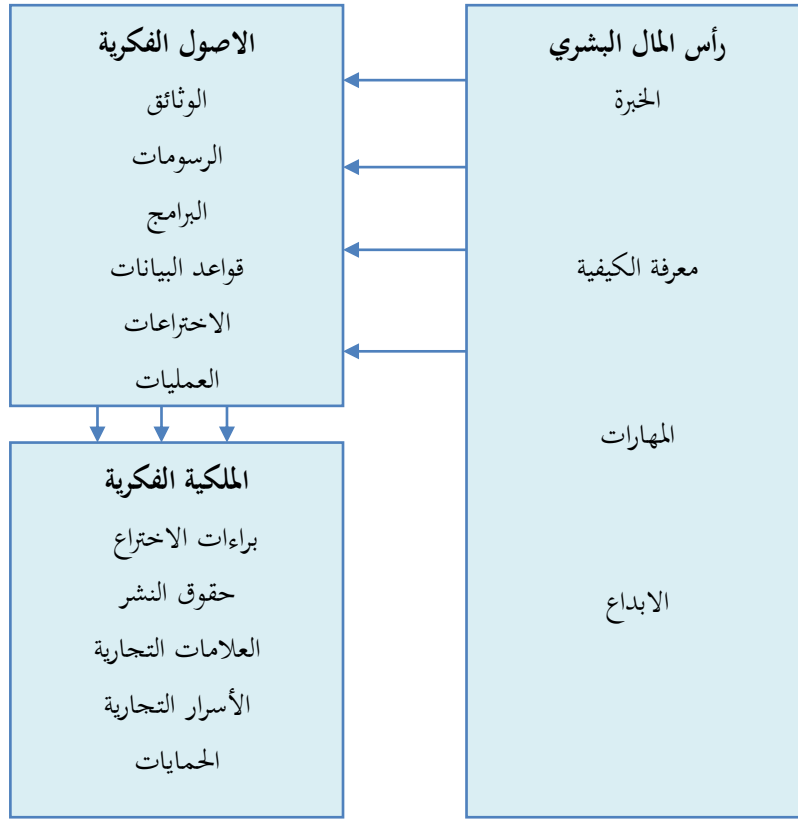 رأس المال البشري
الخبرة
معرفة الكيفية
المهارات
الابداع
الاصول الفكرية
الوثائق
الرسومات
البرامج
قواعد البيانات
الاختراعات
العمليات
الملكية الفكرية
براءات الاختراع
حقوق النشر
العلامات التجارية
الأسرار التجارية
الحمايات